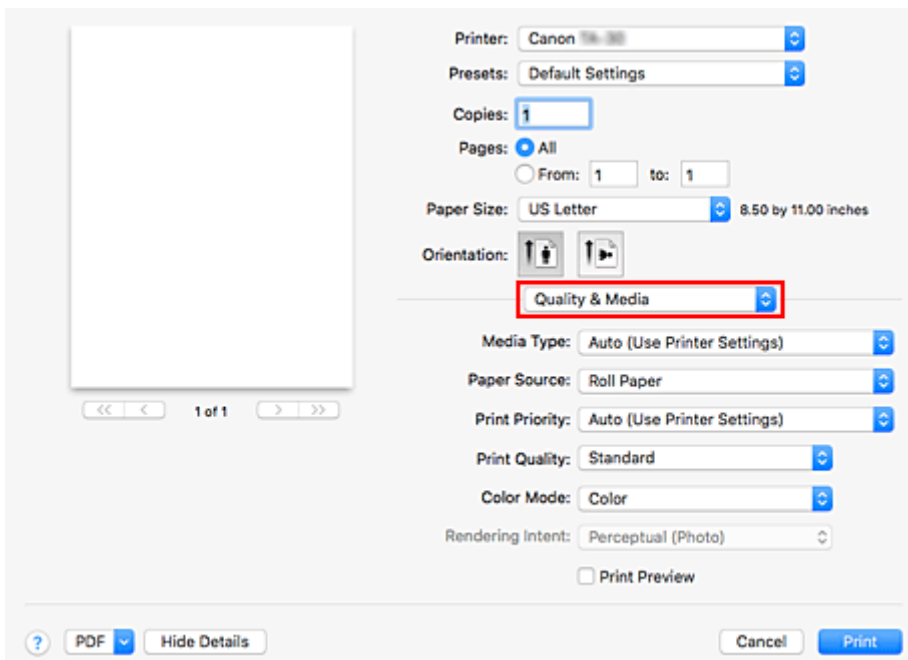 Printer: Canon
Presets: Default Settings
Copies: 1
Pages: All
From: 1 to: 1
Paper Size: US Letter 8.50 by 11.00 inches
Orientation:
Quality & Media
Media Type: Auto (Use Printer Settings)
Paper Source: Roll Paper
<< < 1 of 1 > >>
Print Priority: Auto (Use Printer Settings)
Print Quality: Standard
Color Mode: Color
Rendering Intent: Perceptual (Photo)
Print Preview
? PDF Hide Details Cancel Print